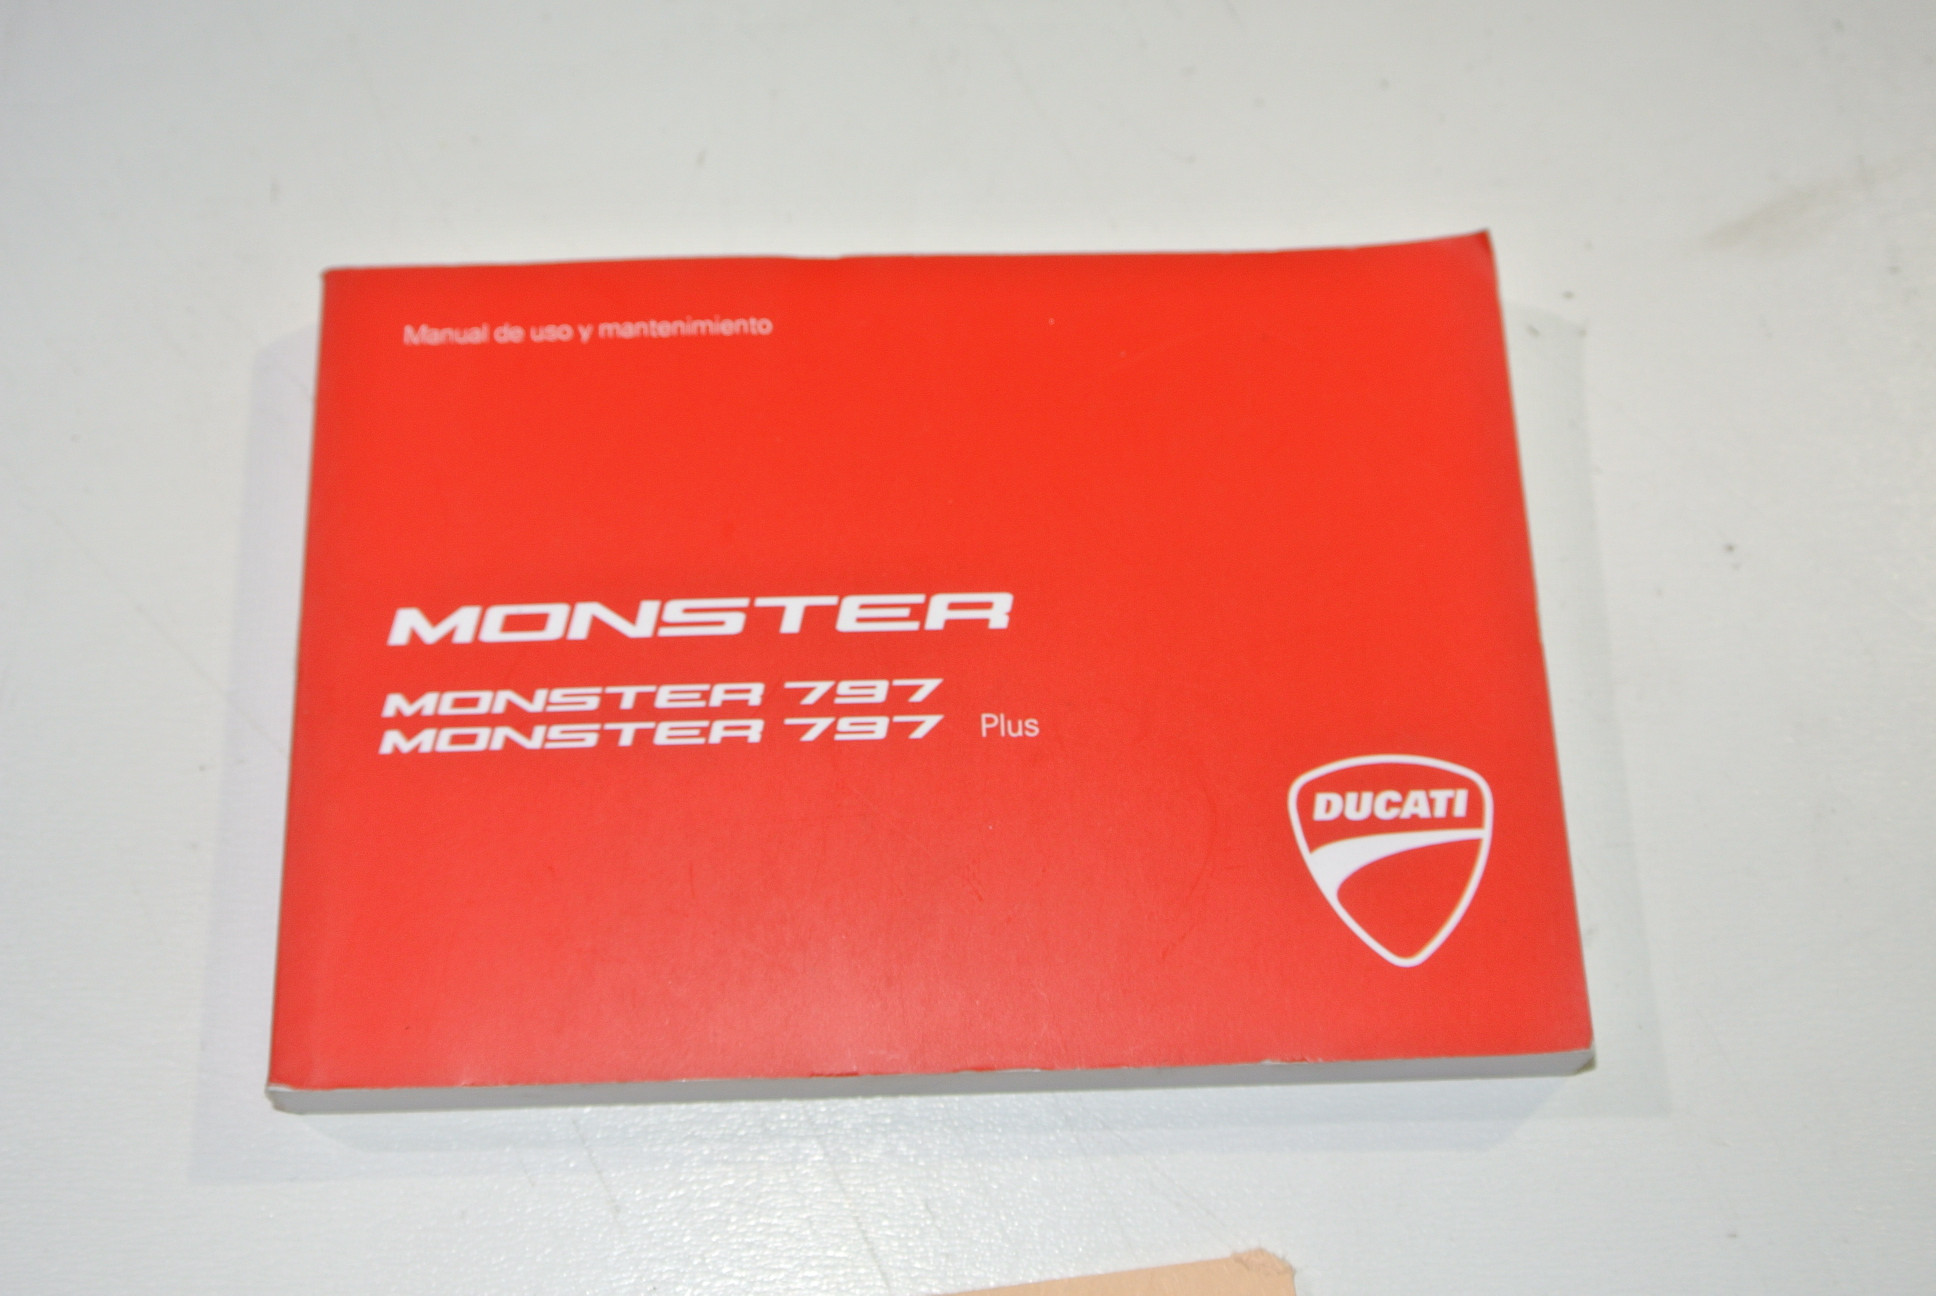 Manual de uso y mantenimiento
MONSTER
MONSTER 797
MONSTER 797 Plus
DUCATI